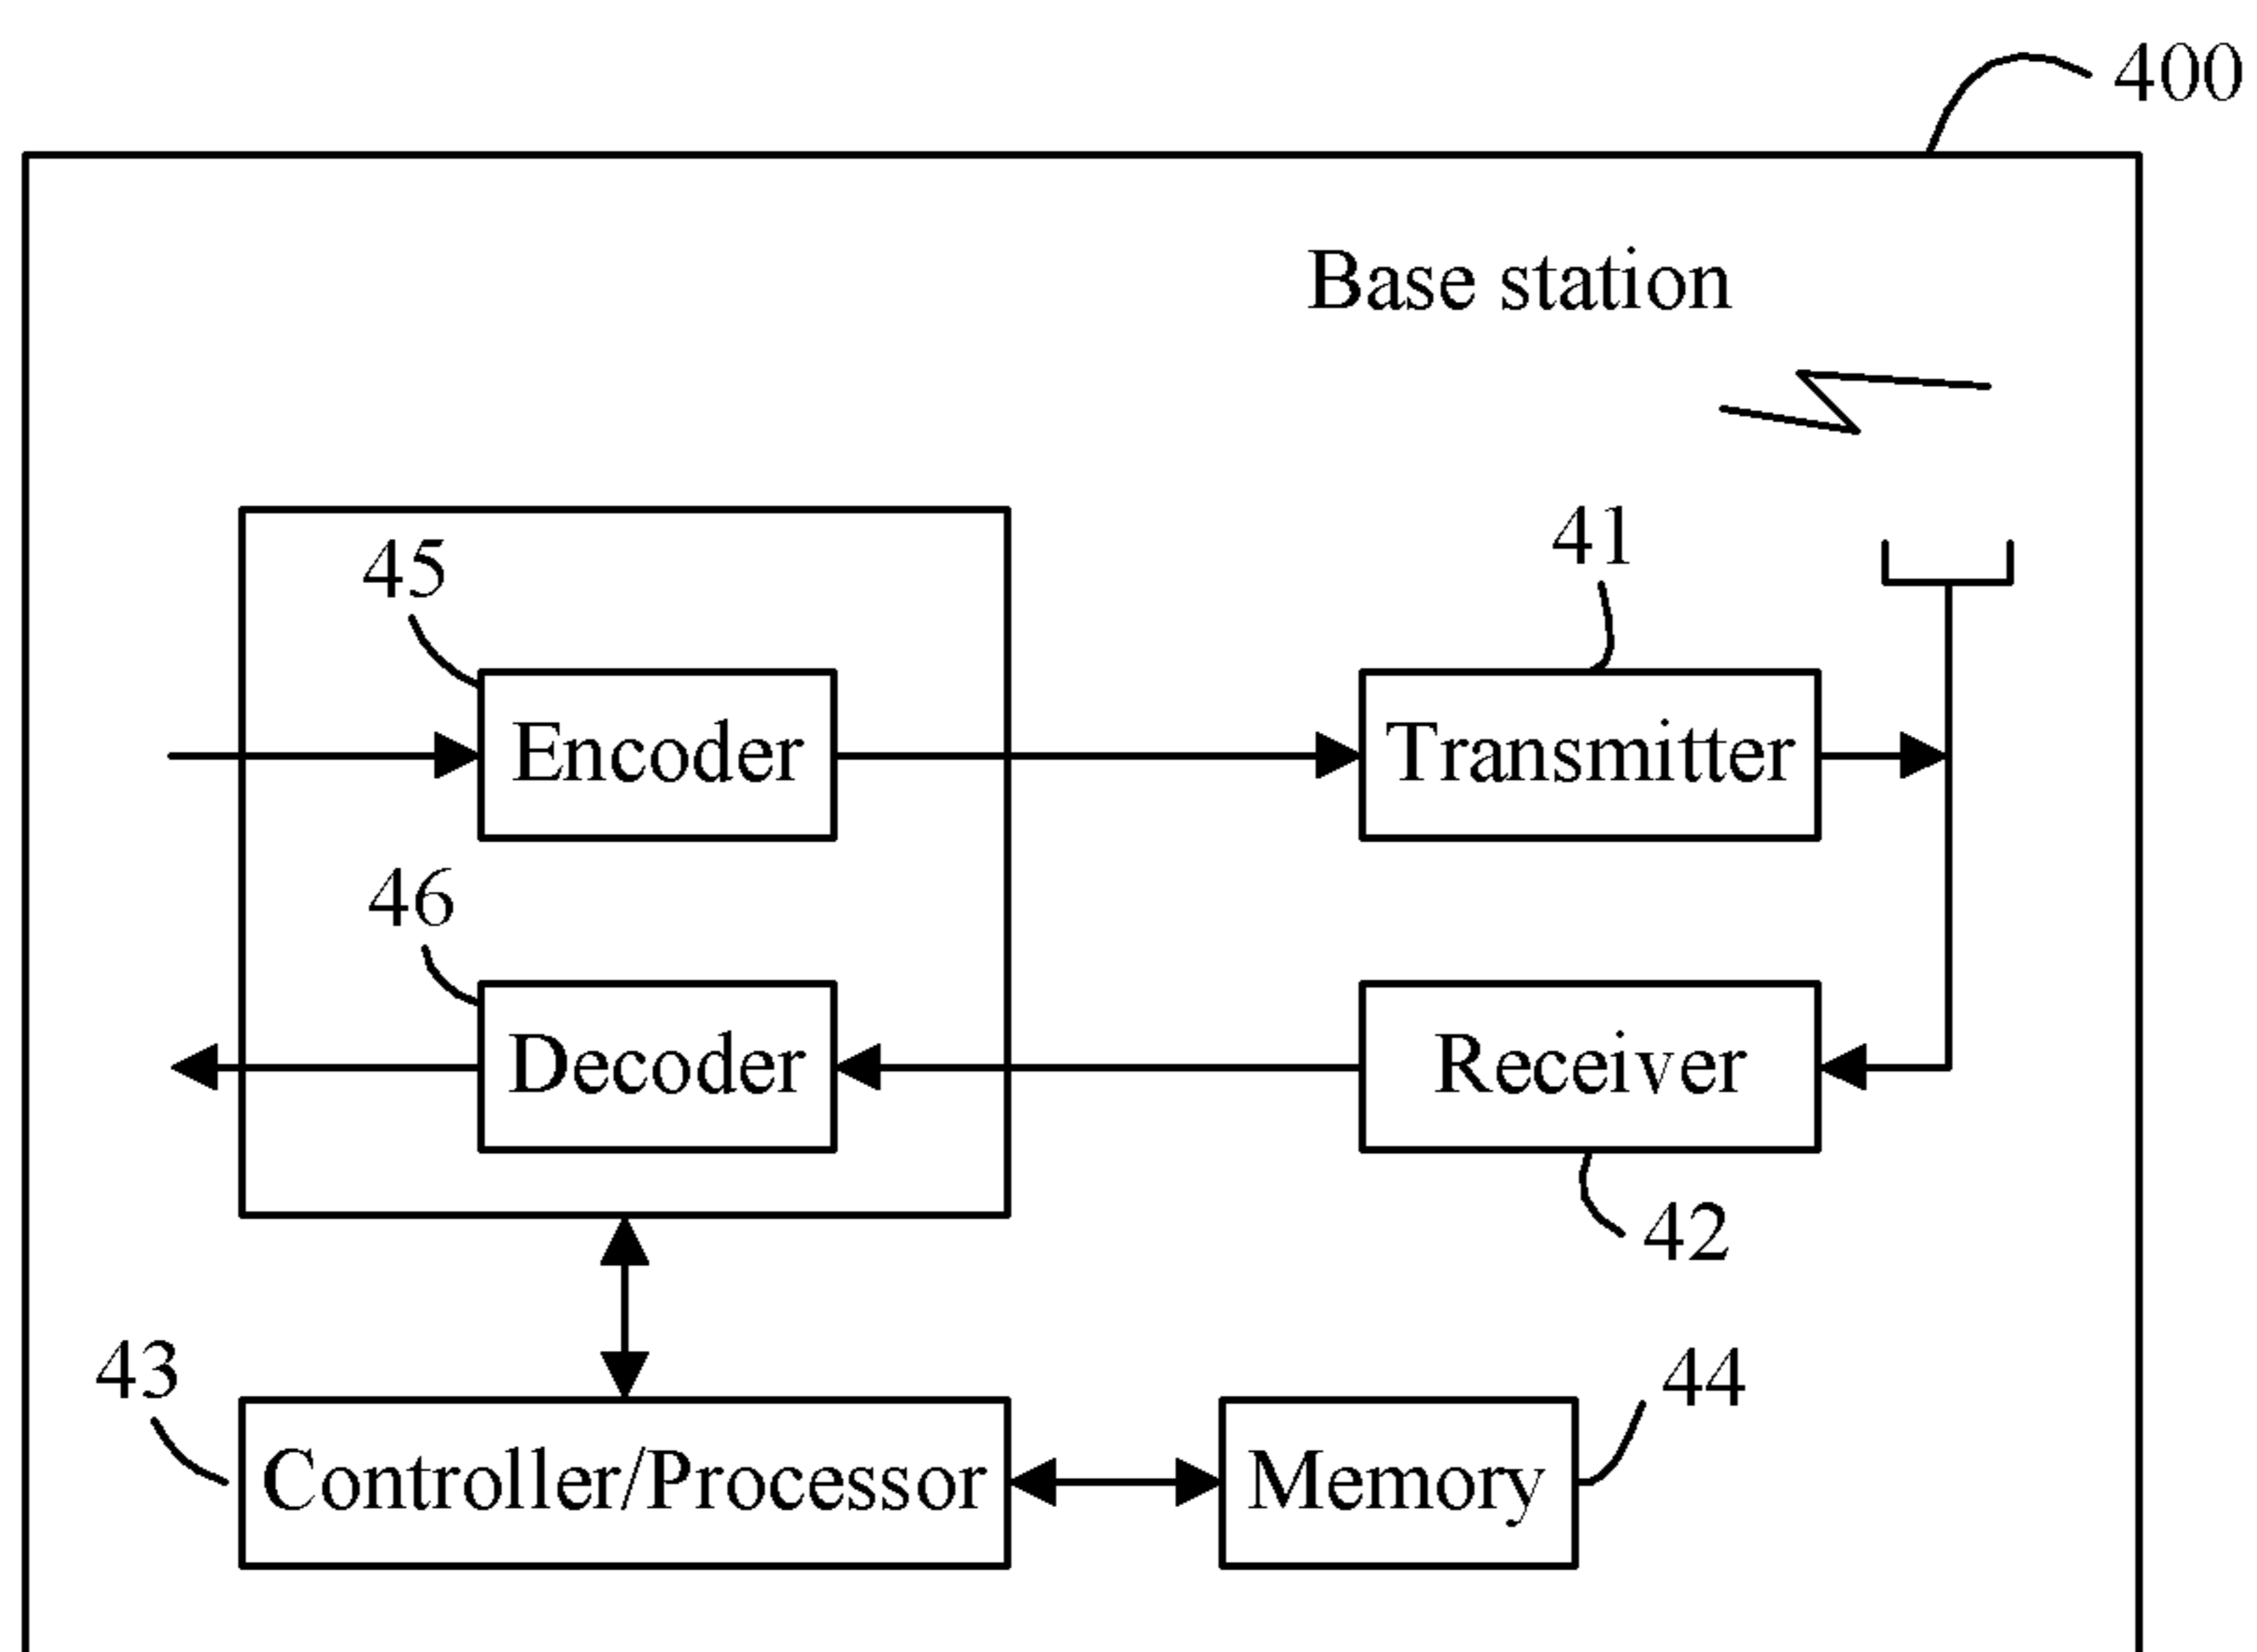 400
Base station
45
41
Encoder
Transmitter
46
Decoder
Receiver
42
43
44
Controller/Processor
Memory